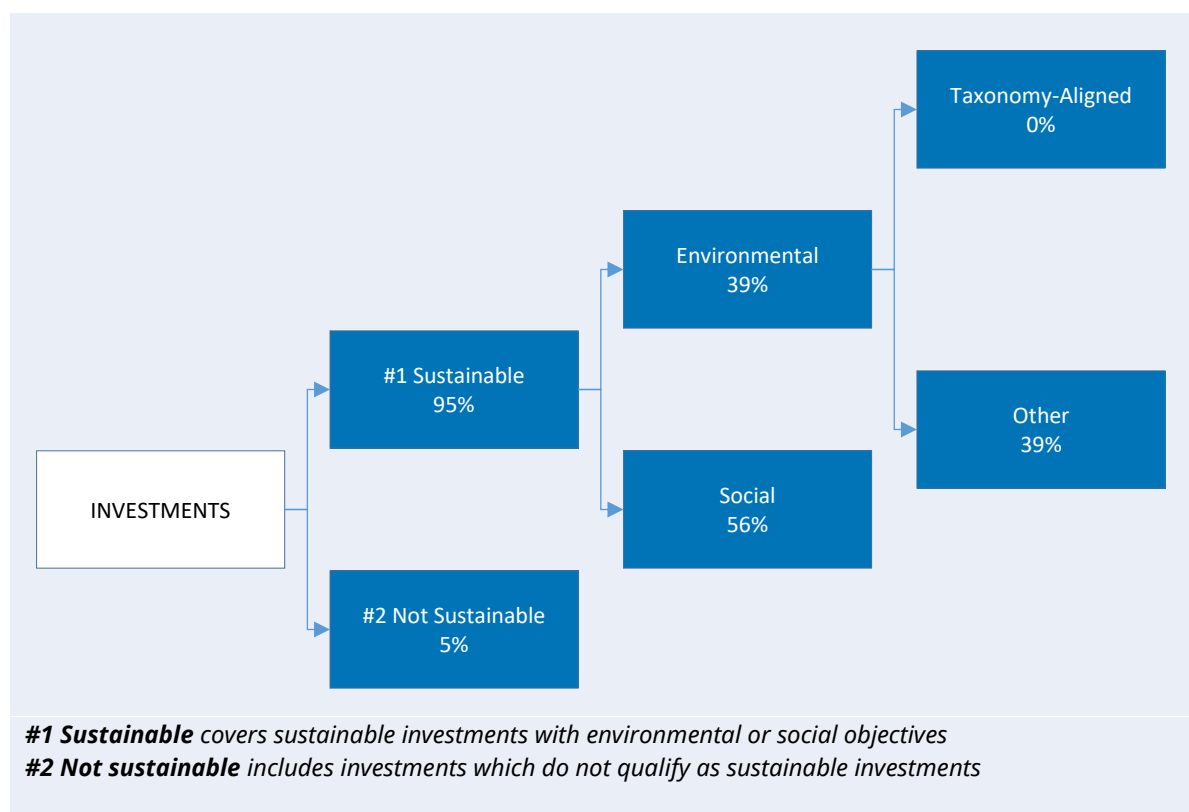 Taxonomy-Aligned
0%
Environmental
39%
#1 Sustainable
95%
Other
39%
INVESTMENTS
Social
56%
#2 Not Sustainable
5%
#1 Sustainable covers sustainable investments with environmental or social objectives
#2 Not sustainable includes investments which do not qualify as sustainable investments